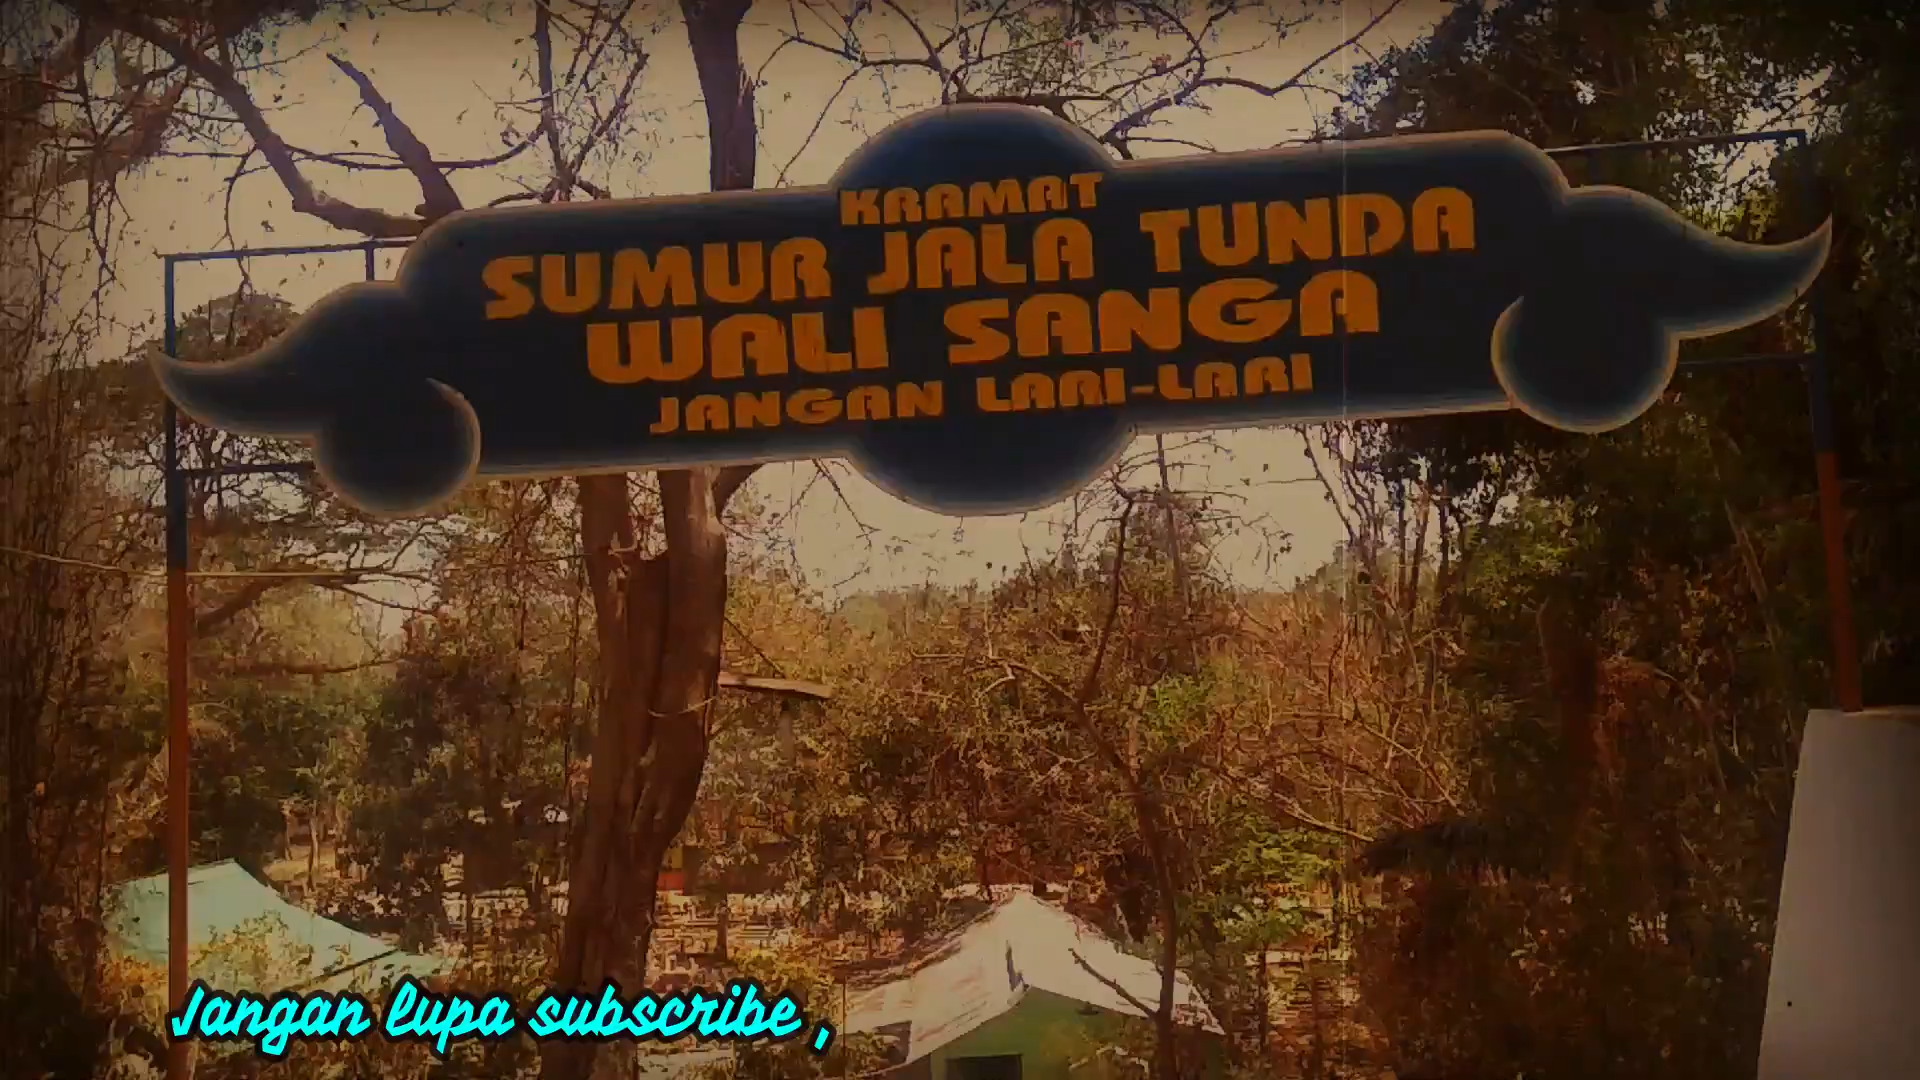 KRAMAT
SUMUR JALA TUNDA
WALI SANGA
JANGAN LARI-LARI
Jangan lupa subscribe ,